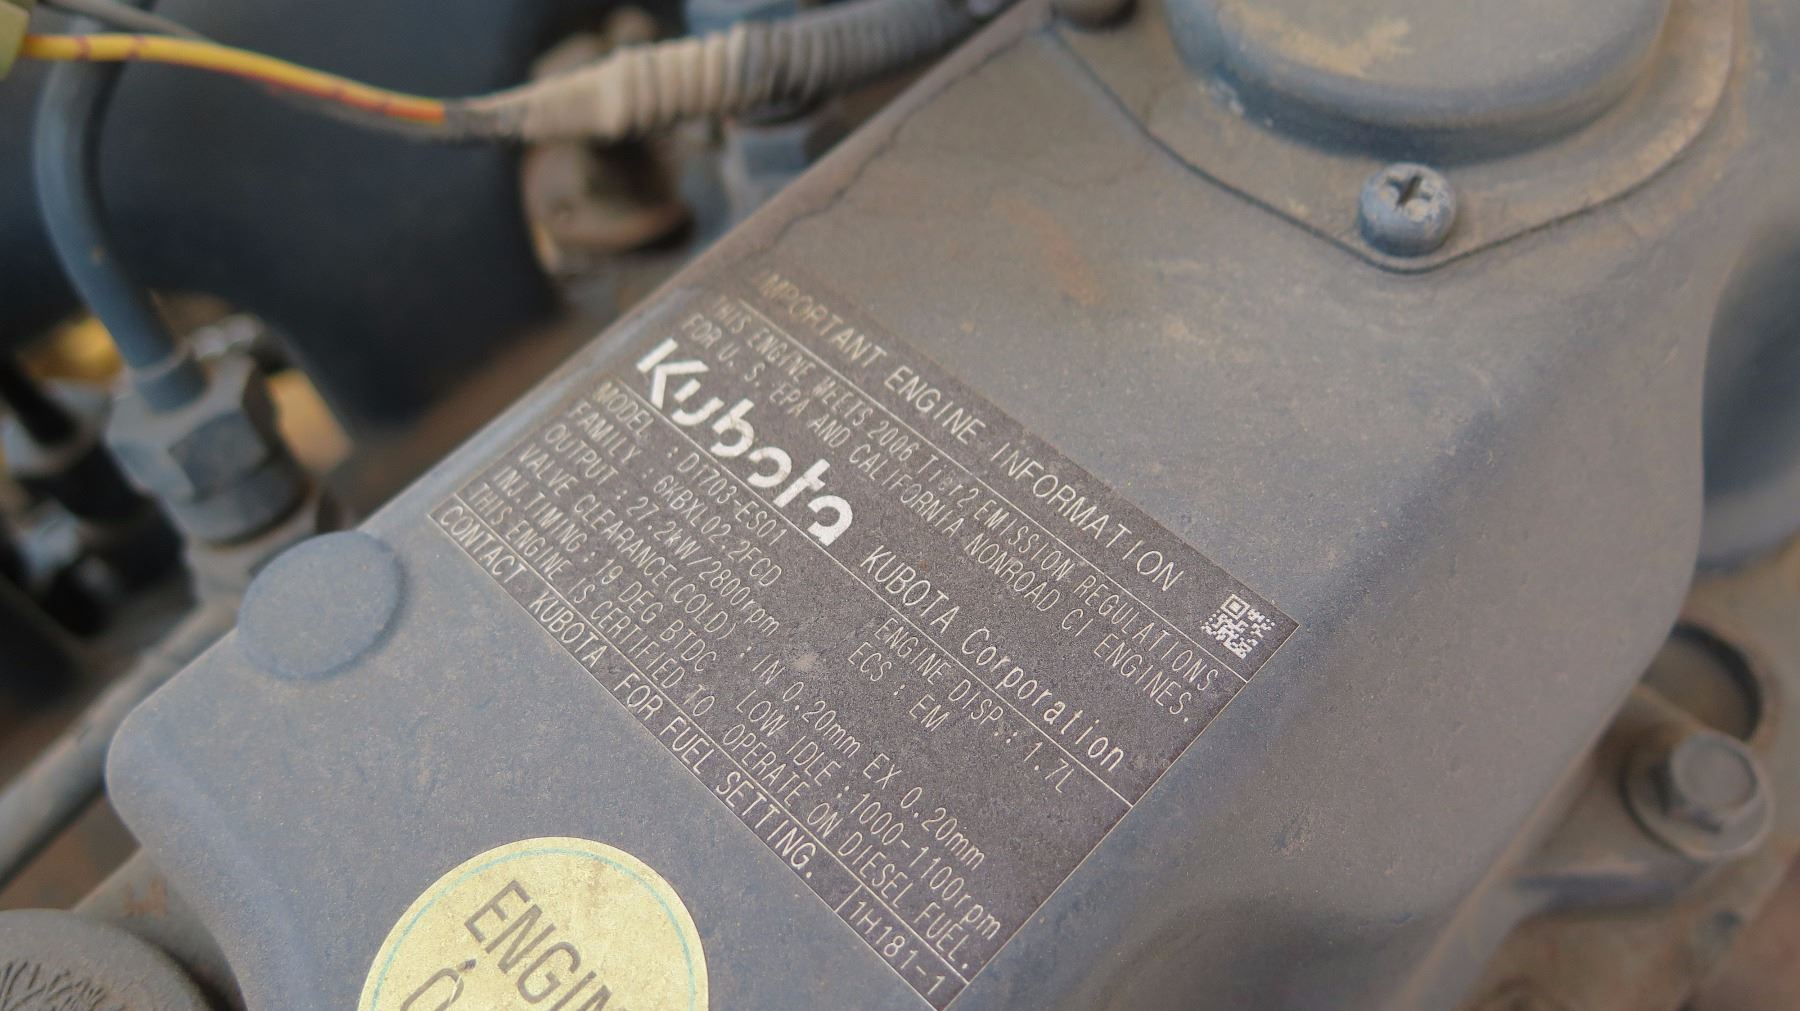 IMPORTANT ENGINE INFORMATION
THIS ENGINE MEETS 2006 Tier2 EMISSION REGULATIONS
FOR U. S. EPA AND CALIFORNIA NONROAD CI ENGINES.
Kubota KUBOTA Corporation
MODEL : D1703-ES01 ENGINE DISP.: 1.7L
FAMILY : 6KBXL02.2FCD ECS : EM
OUTPUT : 27.2kW/2800rpm
VALVE CLEARANCE(COLD) : IN 0.20mm EX 0.20mm
INJ.TIMING : 19 DEG BTDC LOW IDLE : 1000-1100rpm
THIS ENGINE IS CERTIFIED TO OPERATE ON DIESEL FUEL.
CONTACT KUBOTA FOR FUEL SETTING. 1H181-1